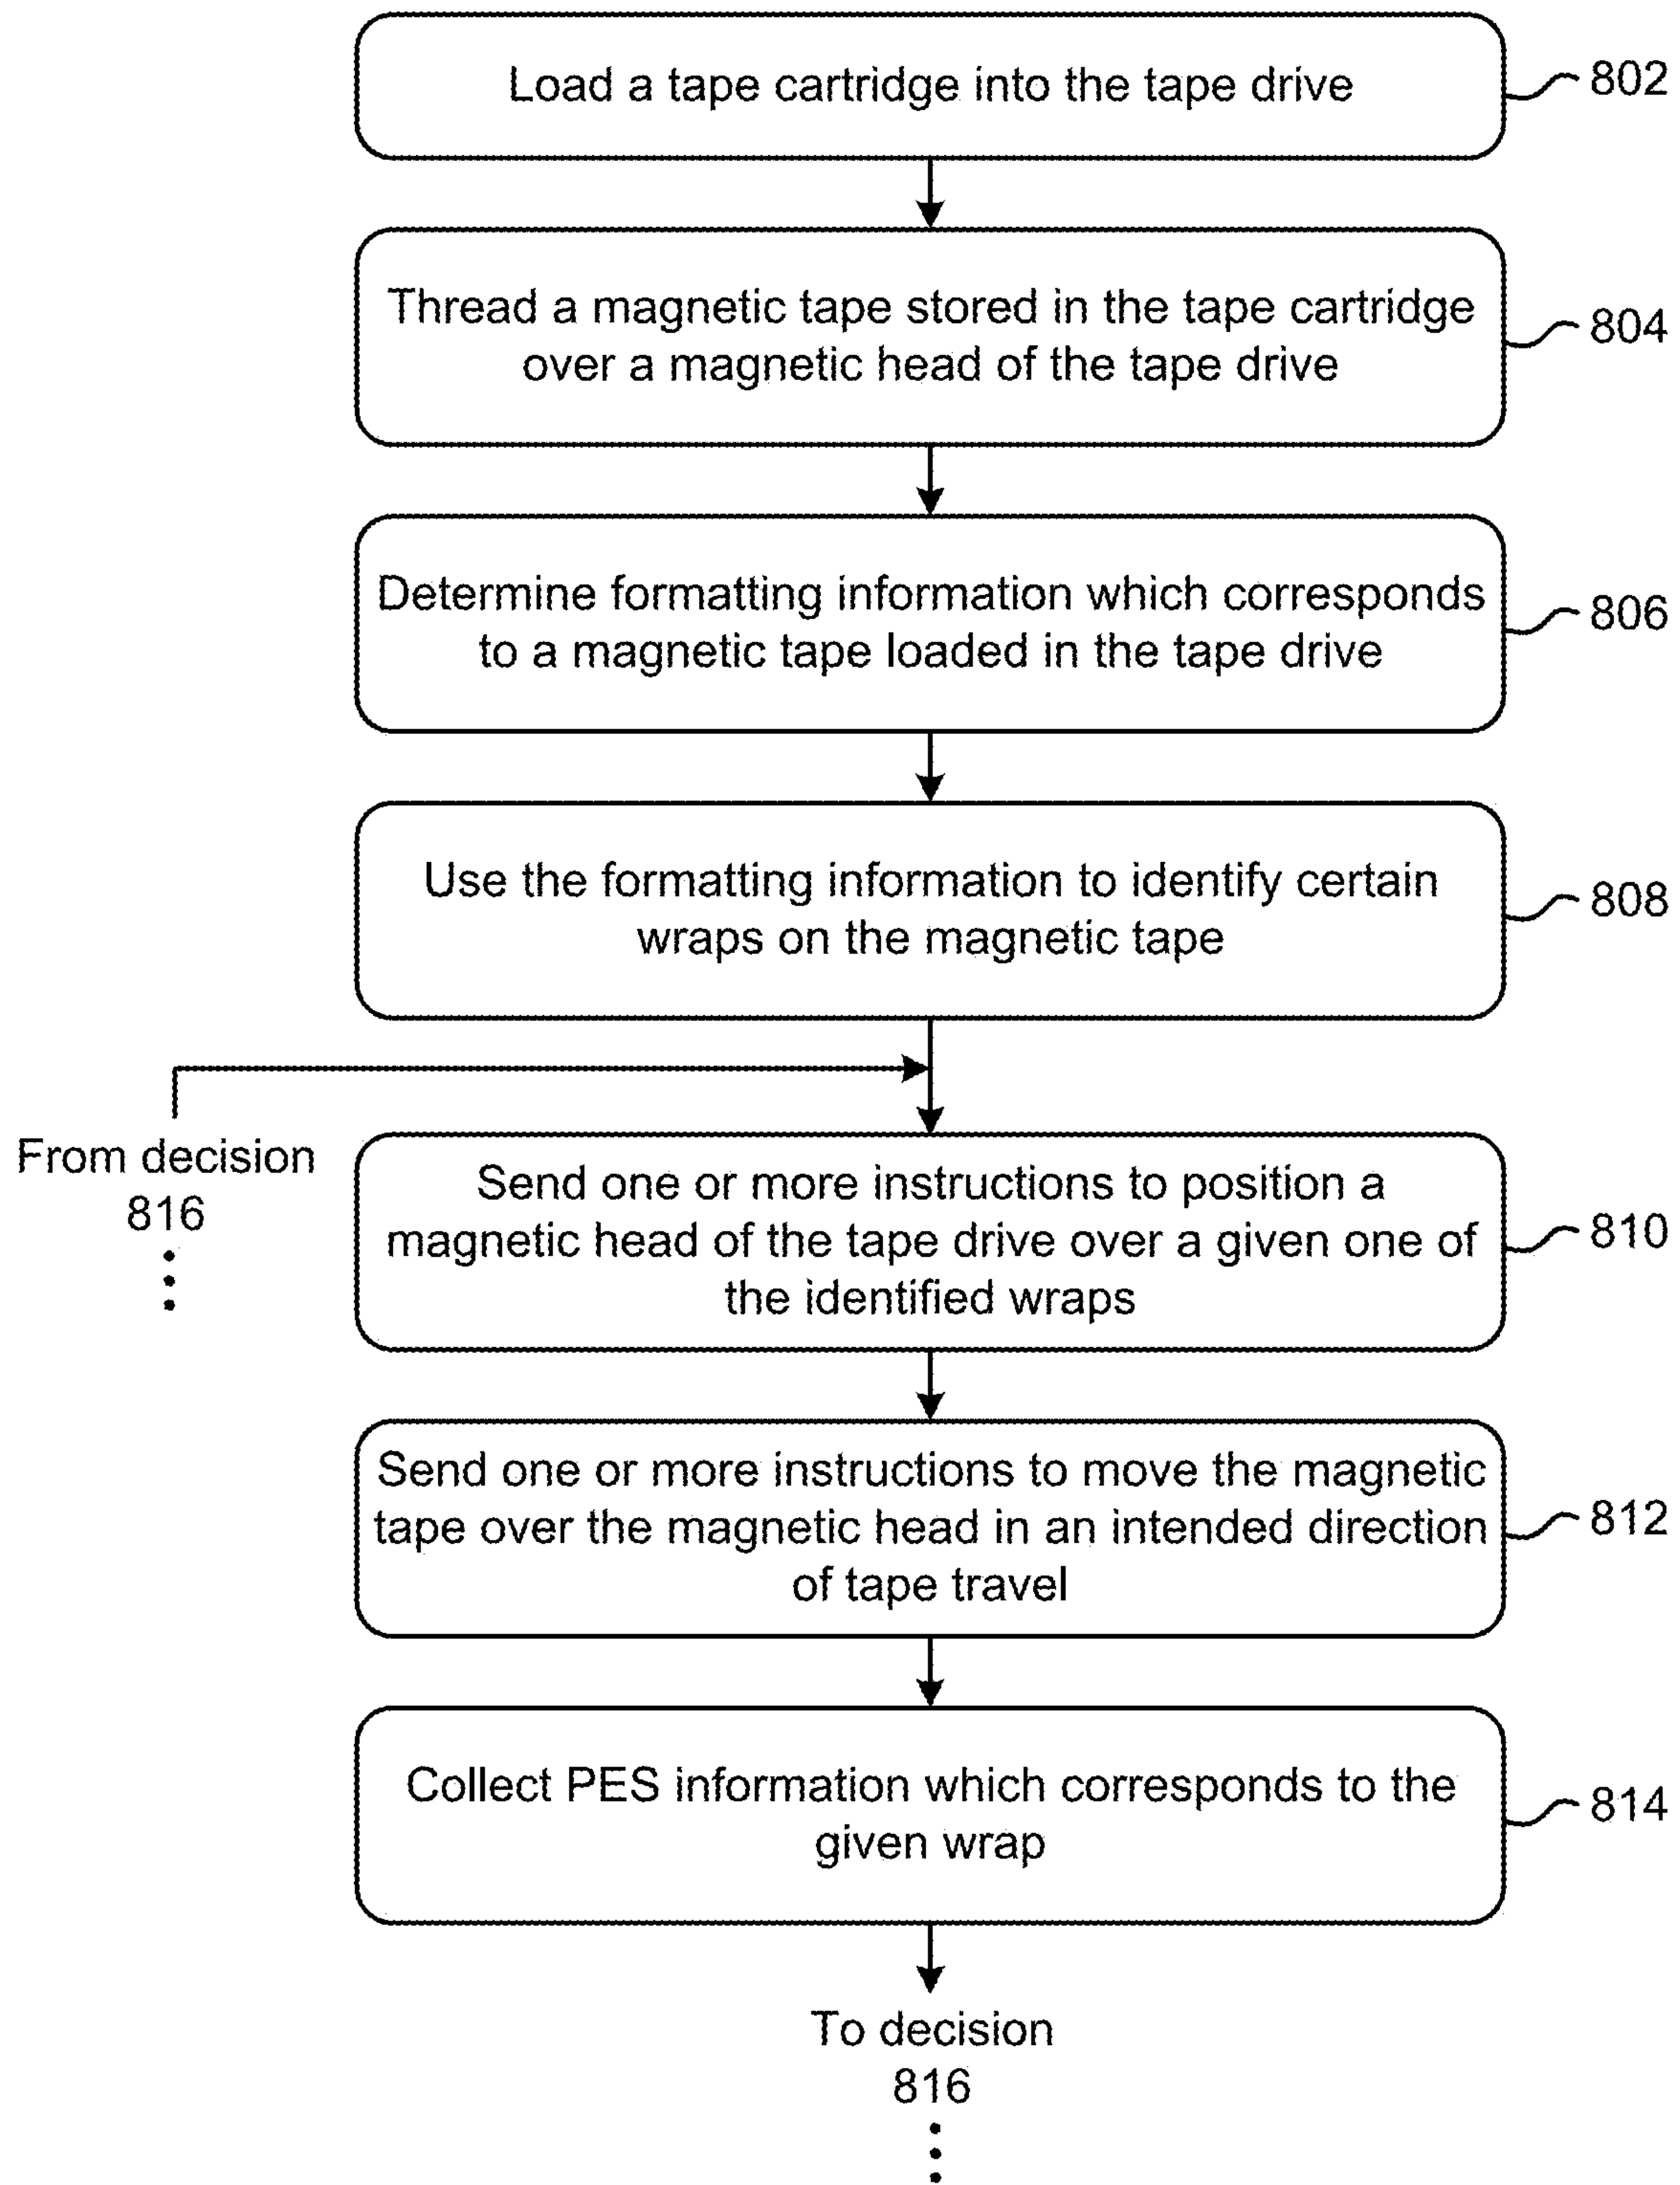 Load a tape cartridge into the tape drive
802
Thread a magnetic tape stored in the tape cartridge
over a magnetic head of the tape drive
804
Determine formatting information which corresponds
to a magnetic tape loaded in the tape drive
806
Use the formatting information to identify certain
wraps on the magnetic tape
808
From decision
816
Send one or more instructions to position a
magnetic head of the tape drive over a given one of
the identified wraps
810
Send one or more instructions to move the magnetic
tape over the magnetic head in an intended direction
of tape travel
812
Collect PES information which corresponds to the
given wrap
814
To decision
816